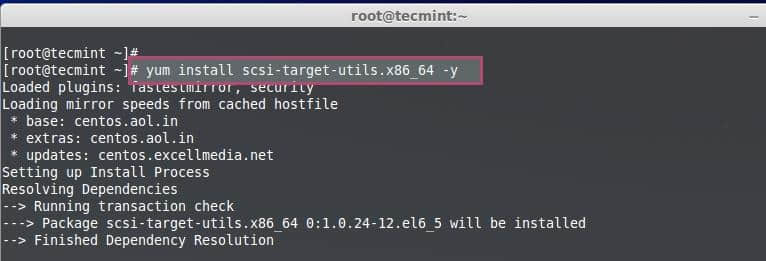 root@tecmint:~
[root@tecmint ~]#
[root@tecmint ~]# yum install scsi-target-utils.x86_64 -y
Loaded plugins: fastestmirror, security
Loading mirror speeds from cached hostfile
* base: centos.aol.in
* extras: centos.aol.in
* updates: centos.excellmedia.net
Setting up Install Process
Resolving Dependencies
--> Running transaction check
---> Package scsi-target-utils.x86_64 0:1.0.24-12.el6_5 will be installed
--> Finished Dependency Resolution